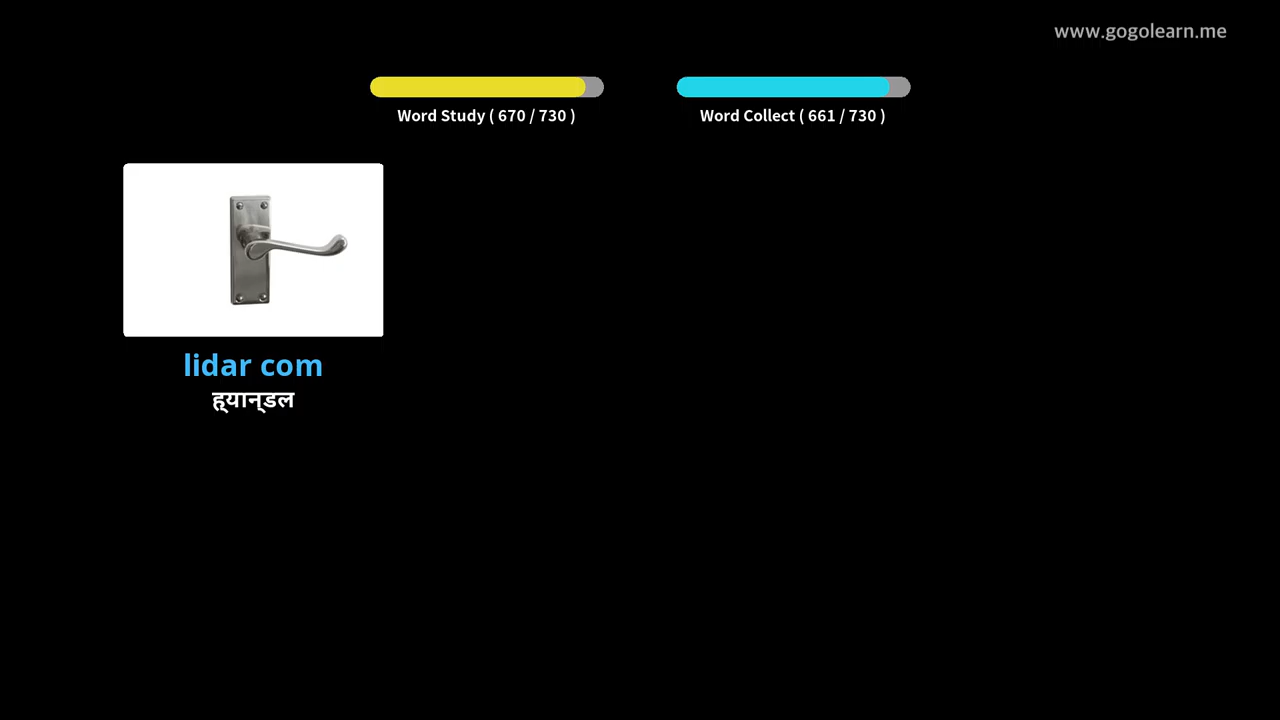 www.gogolearn.me
Word Study ( 670 / 730 )
Word Collect ( 661 / 730 )
lidar com
ह्यान्डल